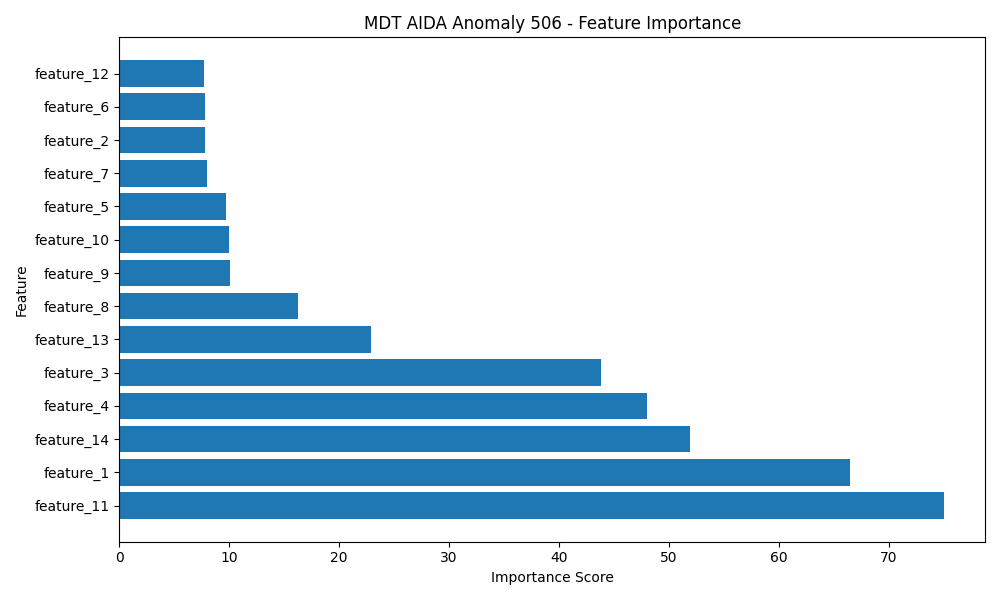 MDT AIDA Anomaly 506 - Feature Importance
feature_12
feature_6
feature_2
feature_7
feature_5
feature_10
feature_9
feature_8
feature_13
feature_3
feature_4
feature_14
feature_1
feature_11
Feature
0 10 20 30 40 50 60 70
Importance Score